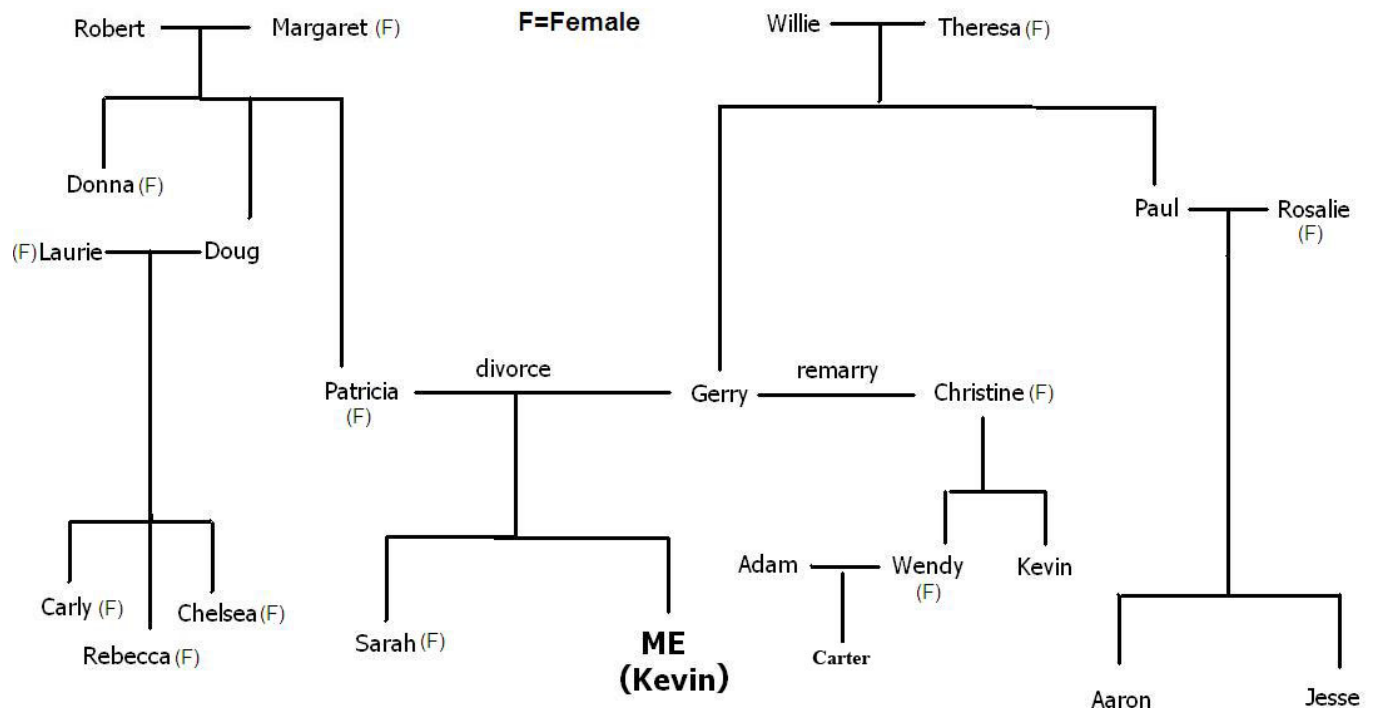 Robert Margaret (F) F=Female Willie Theresa (F)
Donna (F)
Paul Rosalie
(F)
(F) Laurie Doug
divorce remarry
Patricia Gerry Christine (F)
(F)
Adam Wendy Kevin
(F)
Carly (F) Chelsea (F)
Rebecca (F)
Sarah (F) ME
(Kevin)
Carter
Aaron Jesse